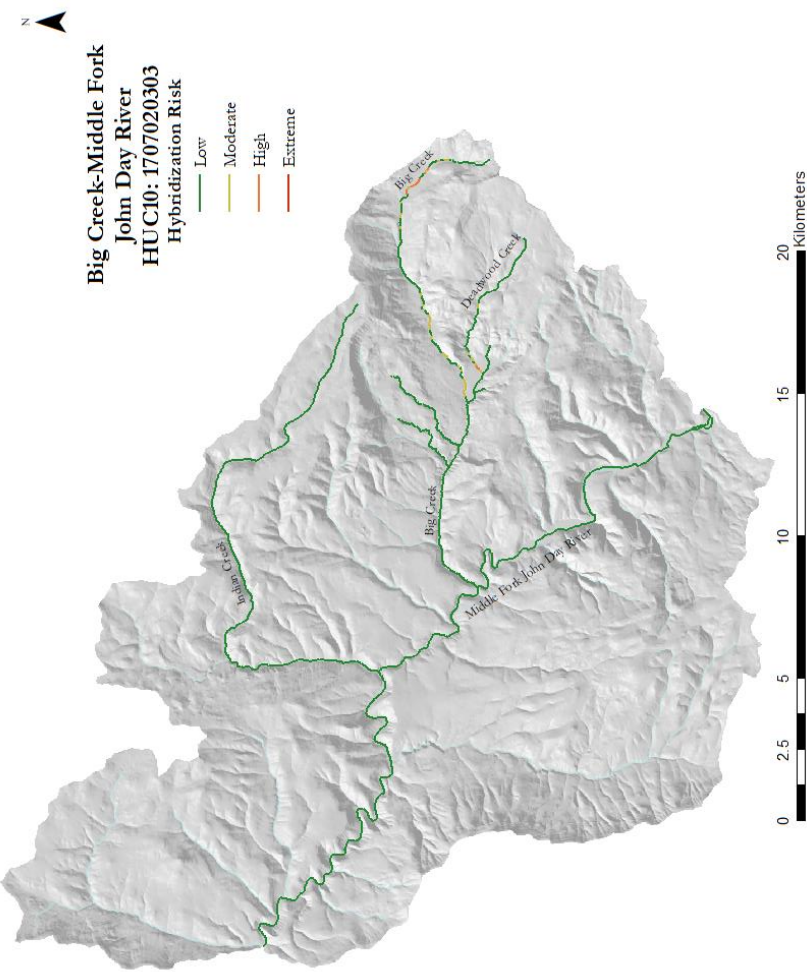 N
Big Creek-Middle Fork
John Day River
HUC10: 1707020303
Hybridization Risk
Low
Moderate
High
Extreme
Big Creek
Deadwood Creek
Indian Creek
Big Creek
Middle Fork John Day River
0 2.5 5 10 15 20
Kilometers